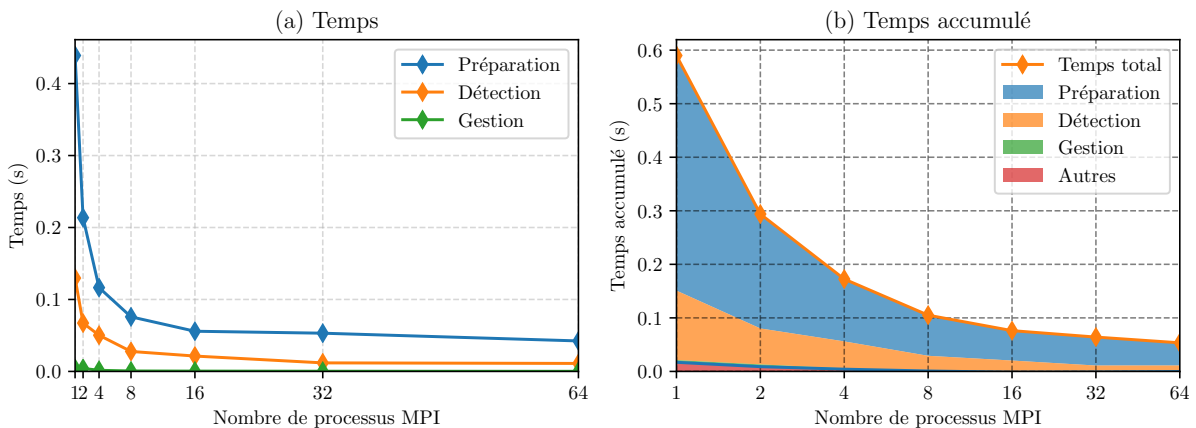 (a) Temps
Temps (s)
0.4
0.3
0.2
0.1
0.0
1 2 4 8 16 32 64
Nombre de processus MPI
Préparation
Détection
Gestion
(b) Temps accumulé
Temps accumulé (s)
0.6
0.5
0.4
0.3
0.2
0.1
0.0
1 2 4 8 16 32 64
Nombre de processus MPI
Temps total
Préparation
Détection
Gestion
Autres